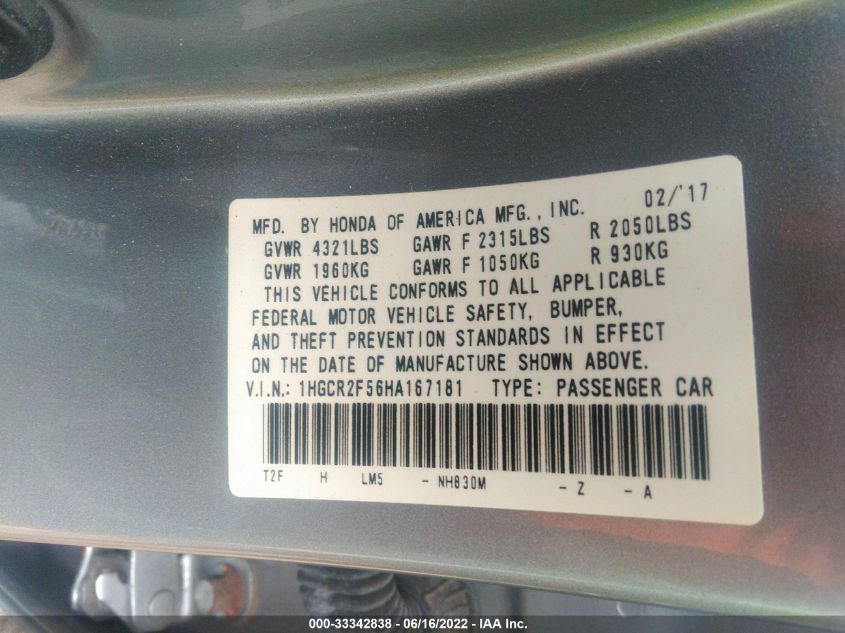 MFD. BY HONDA OF AMERICA MFG., INC. 02/'17
GVWR 4321LBS GAWR F 2315LBS R 2050LBS
GVWR 1960KG GAWR F 1050KG R 930KG
THIS VEHICLE CONFORMS TO ALL APPLICABLE
FEDERAL MOTOR VEHICLE SAFETY, BUMPER,
AND THEFT PREVENTION STANDARDS IN EFFECT
ON THE DATE OF MANUFACTURE SHOWN ABOVE.
V.I.N.: 1HGCR2F56HA167181 TYPE: PASSENGER CAR
T2F H LM5 - NH830M - Z - A
000-33342838 - 06/16/2022 - IAA Inc.